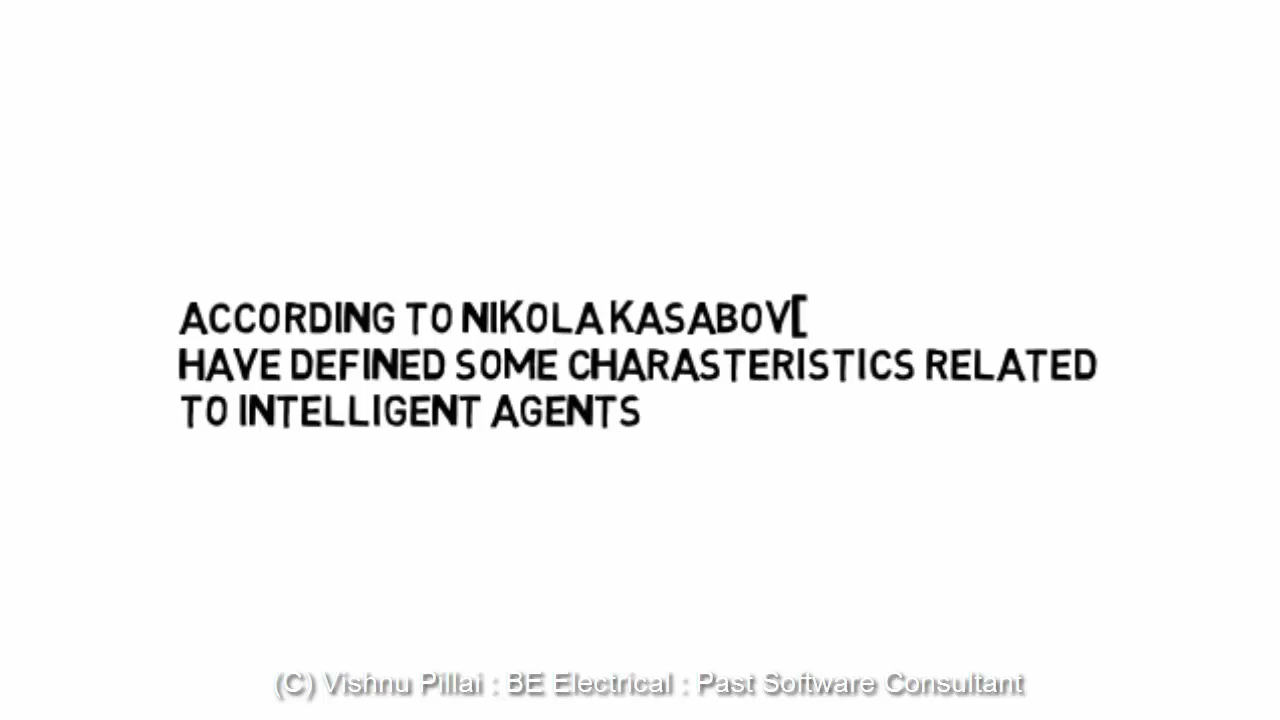 ACCORDING TO NIKOLA KASABOV[
HAVE DEFINED SOME CHARASTERISTICS RELATED
TO INTELLIGENT AGENTS
(C) Vishnu Pillai : BE Electrical : Past Software Consultant